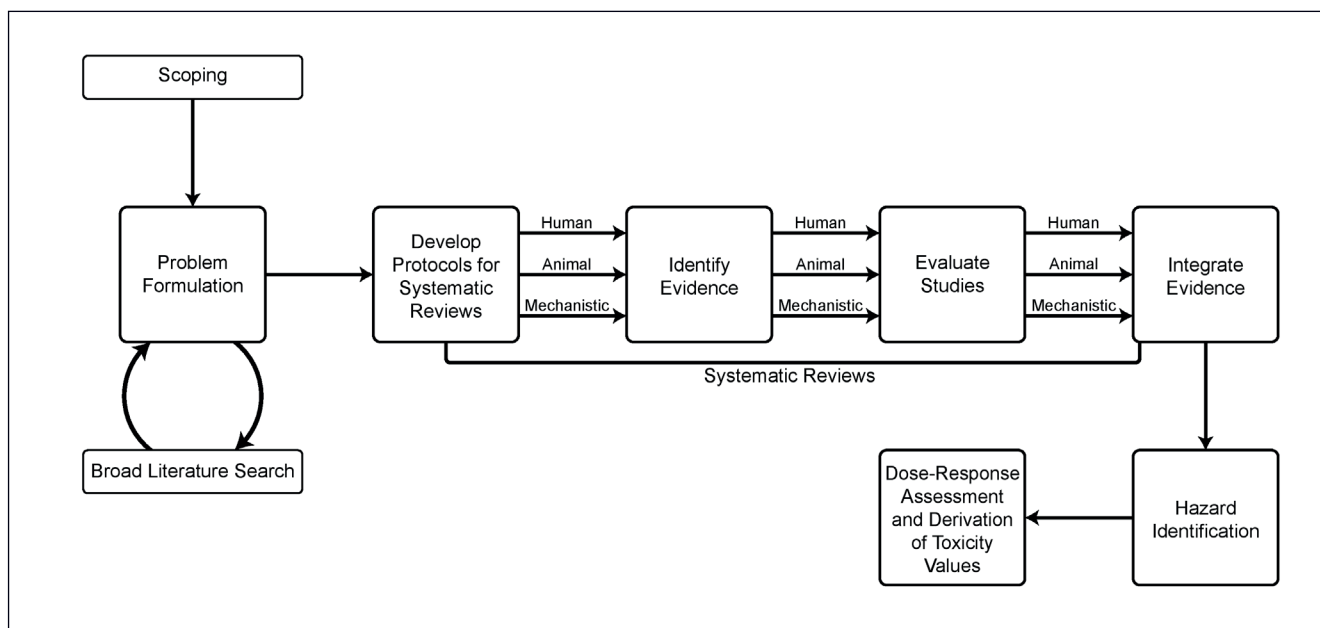 Scoping
Problem
Formulation
Broad Literature Search
Develop
Protocols for
Systematic
Reviews
Human
Animal
Mechanistic
Identify
Evidence
Human
Animal
Mechanistic
Evaluate
Studies
Human
Animal
Mechanistic
Integrate
Evidence
Systematic Reviews
Hazard
Identification
Dose-Response
Assessment
and Derivation
of Toxicity
Values